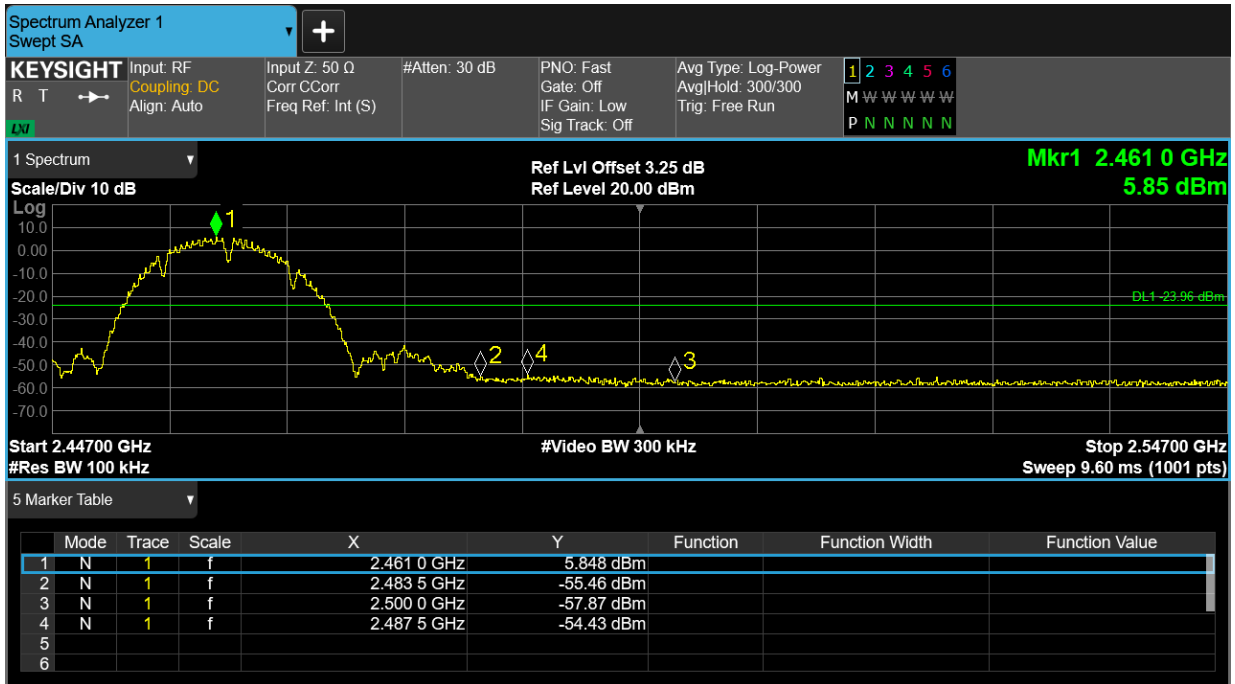 Spectrum Analyzer 1
Swept SA
+
KEYSIGHT Input: RF Input Z: 50 Ω #Atten: 30 dB PNO: Fast Avg Type: Log-Power 1 2 3 4 5 6
R T Coupling: DC Corr CCorr Gate: Off Avg|Hold: 300/300 M W W W W W
Align: Auto Freq Ref: Int (S) IF Gain: Low Trig: Free Run
LXI Sig Track: Off P N N N N N N
1 Spectrum Ref Lvl Offset 3.25 dB Mkr1 2.461 0 GHz
Scale/Div 10 dB Ref Level 20.00 dBm 5.85 dBm
Log
1
10.0
0.00
-10.0
-20.0
DL1 -23.96 dBm
-30.0
-40.0
2 4 3
-50.0
-60.0
-70.0
Start 2.44700 GHz #Video BW 300 kHz Stop 2.54700 GHz
#Res BW 100 kHz Sweep 9.60 ms (1001 pts)
5 Marker Table
Mode Trace Scale X Y Function Function Width Function Value
1 N 1 f 2.461 0 GHz 5.848 dBm
2 N 1 f 2.483 5 GHz -55.46 dBm
3 N 1 f 2.500 0 GHz -57.87 dBm
4 N 1 f 2.487 5 GHz -54.43 dBm
5
6